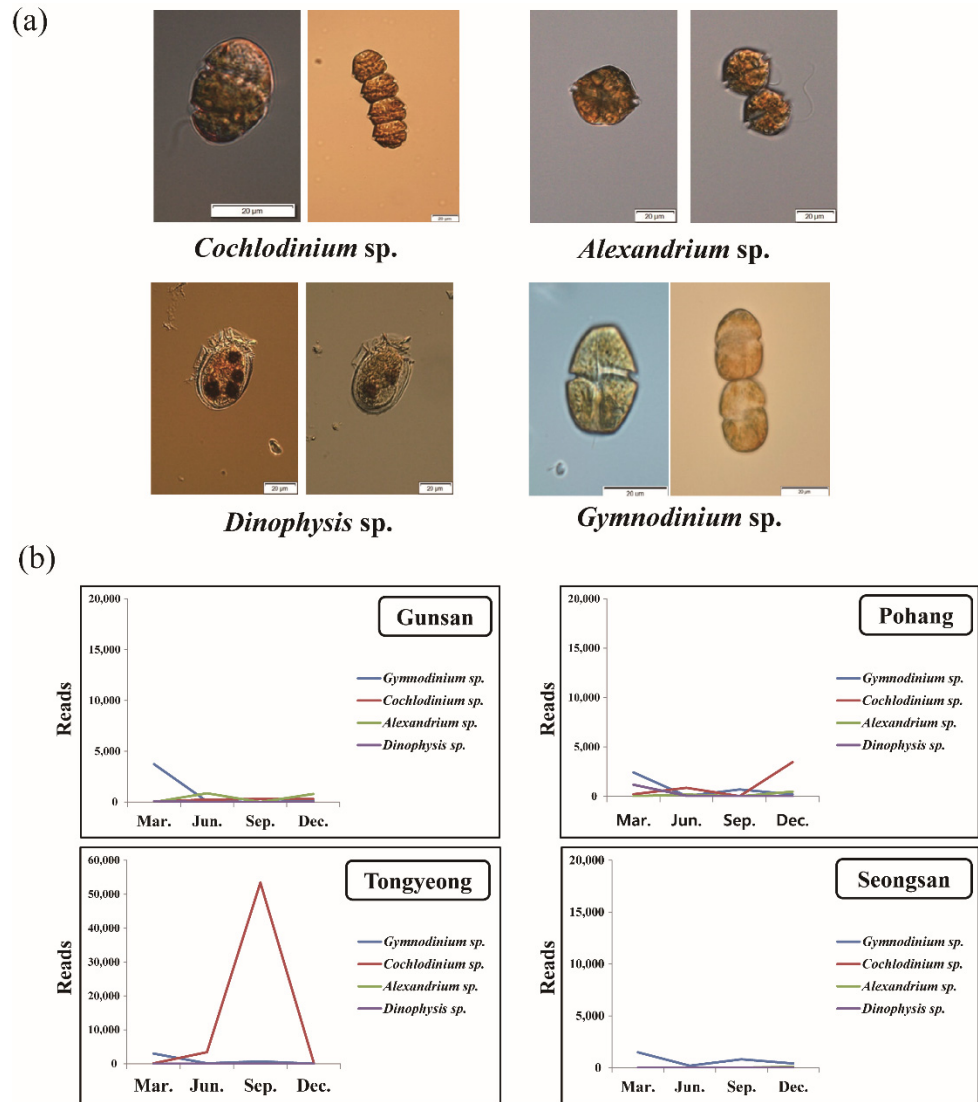 (a)
20 µm
20 µm
20 µm
20 µm
Cochlodinium sp.
Alexandrium sp.
20 µm
20 µm
20 µm
20 µm
Dinophysis sp.
Gymnodinium sp.
(b)
Gunsan
Reads
20,000
15,000
10,000
5,000
0
Mar. Jun. Sep. Dec.
Gymnodinium sp.
Cochlodinium sp.
Alexandrium sp.
Dinophysis sp.
Pohang
Reads
20,000
15,000
10,000
5,000
0
Mar. Jun. Sep. Dec.
Gymnodinium sp.
Cochlodinium sp.
Alexandrium sp.
Dinophysis sp.
Tongyeong
Reads
60,000
50,000
40,000
30,000
20,000
10,000
0
Mar. Jun. Sep. Dec.
Gymnodinium sp.
Cochlodinium sp.
Alexandrium sp.
Dinophysis sp.
Seongsan
Reads
20,000
15,000
10,000
5,000
0
Mar. Jun. Sep. Dec.
Gymnodinium sp.
Cochlodinium sp.
Alexandrium sp.
Dinophysis sp.